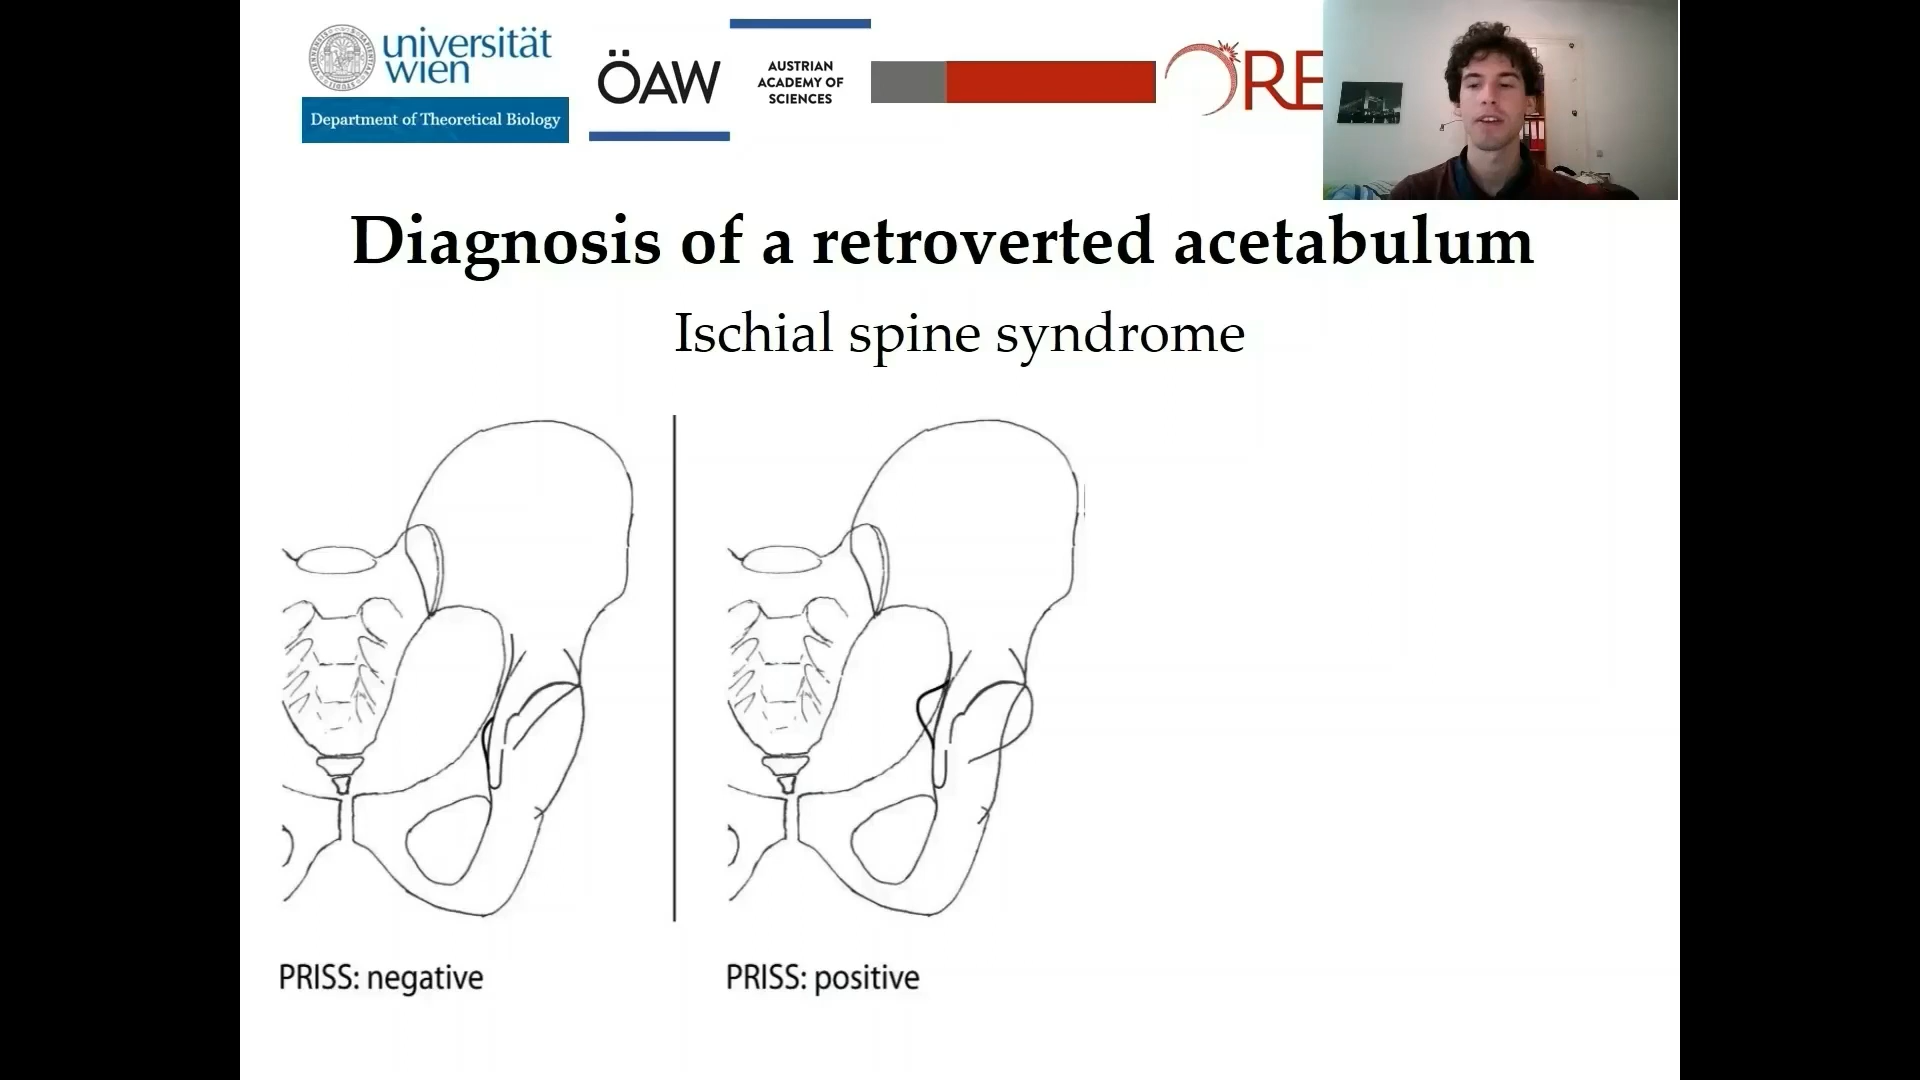 universität
wien
Department of Theoretical Biology
ÖAW
AUSTRIAN
ACADEMY OF
SCIENCES
Diagnosis of a retroverted acetabulum
Ischial spine syndrome
PRISS: negative
PRISS: positive